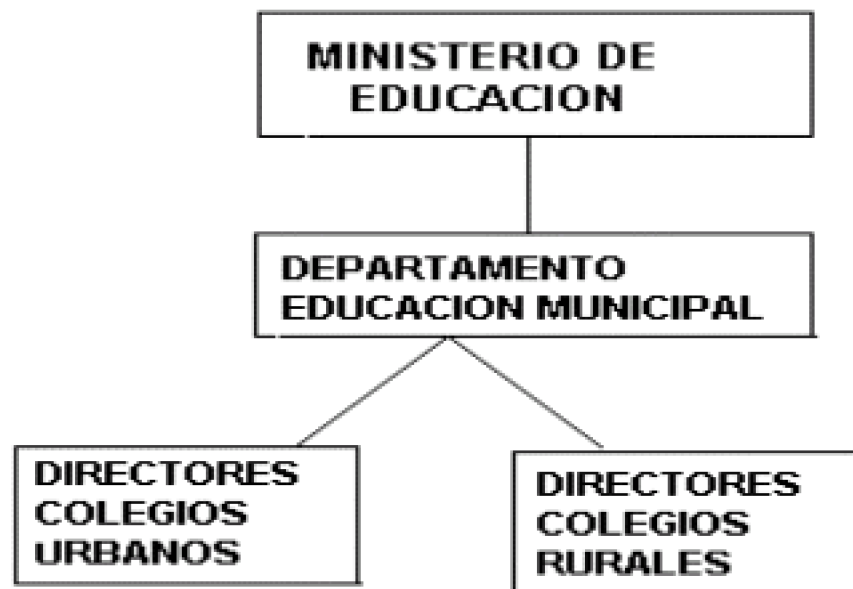 MINISTERIO DE
EDUCACION
DEPARTAMENTO
EDUCACION MUNICIPAL
DIRECTORES
COLEGIOS
URBANOS
DIRECTORES
COLEGIOS
RURALES